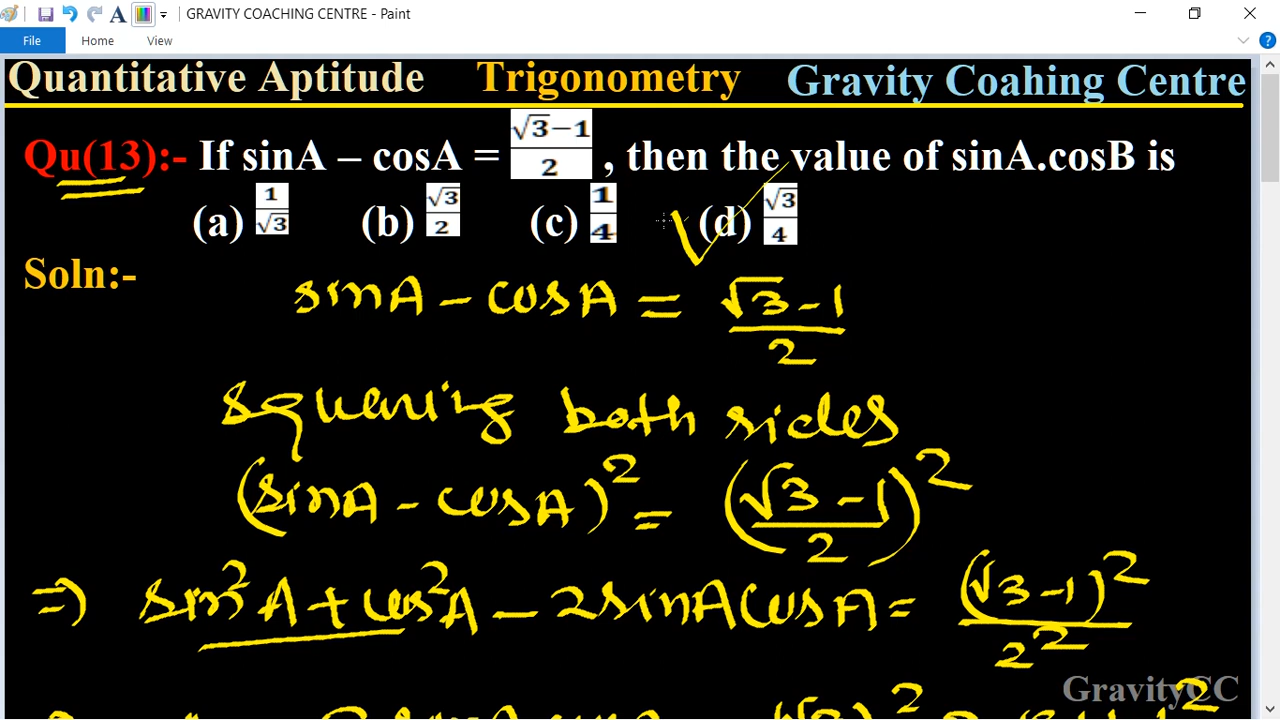 GRAVITY COACHING CENTRE - Paint
File Home View
Quantitative Aptitude Trigonometry Gravity Coahing Centre
Qu(13):- If sinA – cosA = (√3−1)/2 , then the value of sinA.cosB is
(a) 1/√3 (b) √3/2 (c) 1/4 (d) √3/4
Soln:-
sinA - cosA = (√3-1)/2
squaring both sides
(sinA - cosA)² = ((√3-1)/2)²
=) sin²A + cos²A - 2sinAcosA = (√3-1)²/2²
GravityCC